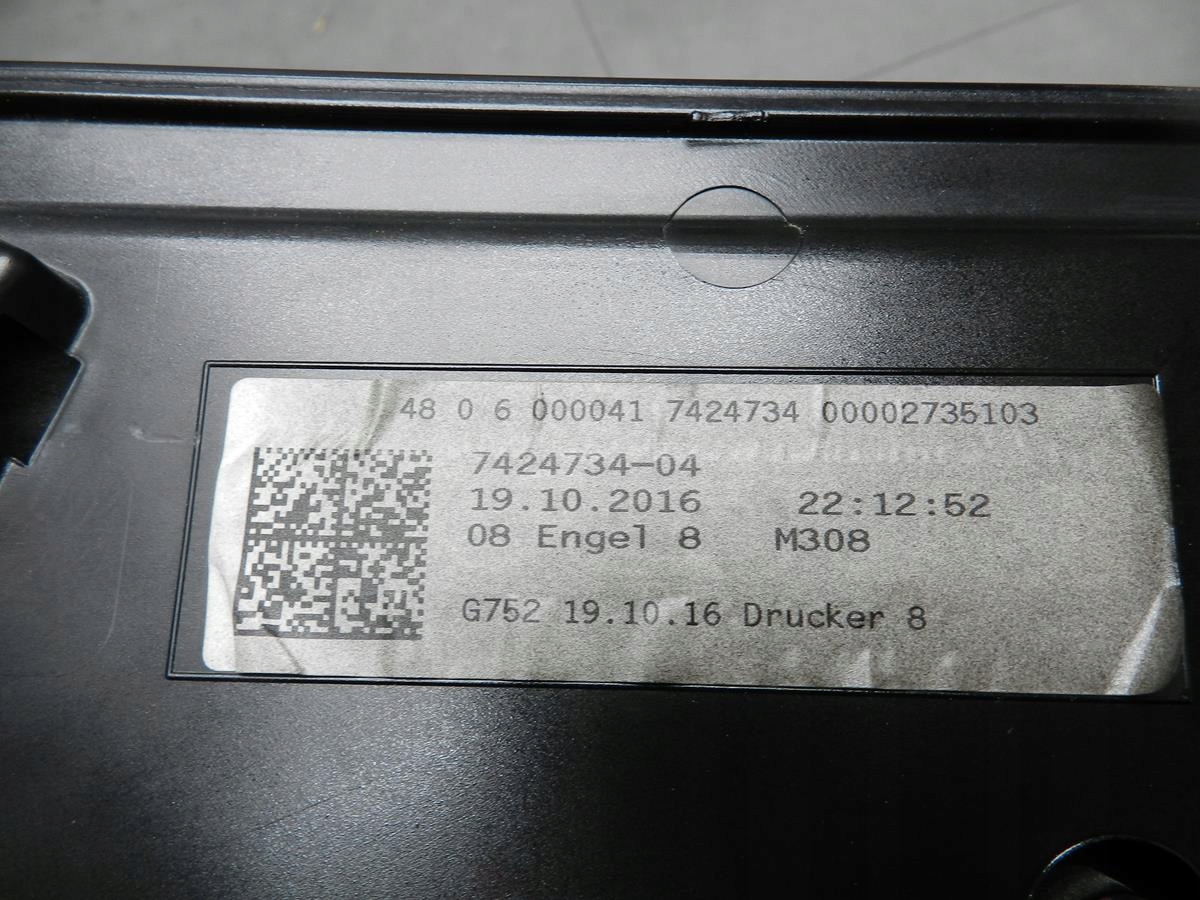 48 0 6 000041 7424734 00002735103
7424734-04
19.10.2016 22:12:52
08 Engel 8 M308
G752 19.10.16 Drucker 8